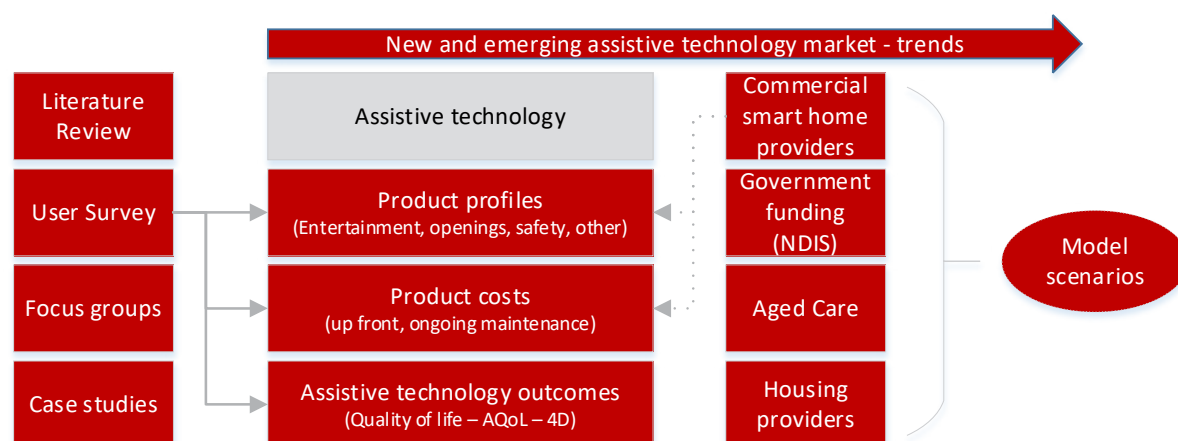 New and emerging assistive technology market - trends
Literature
Review
Assistive technology
Commercial
smart home
providers
User Survey
Product profiles
(Entertainment, openings, safety, other)
Government
funding
(NDIS)
Model
scenarios
Focus groups
Product costs
(up front, ongoing maintenance)
Aged Care
Case studies
Assistive technology outcomes
(Quality of life – AQoL – 4D)
Housing
providers